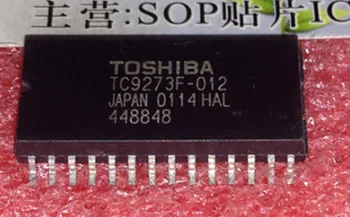 主营:SOP贴片IC
TOSHIBA
TC9273F-012
JAPAN 0114 HAL
448848